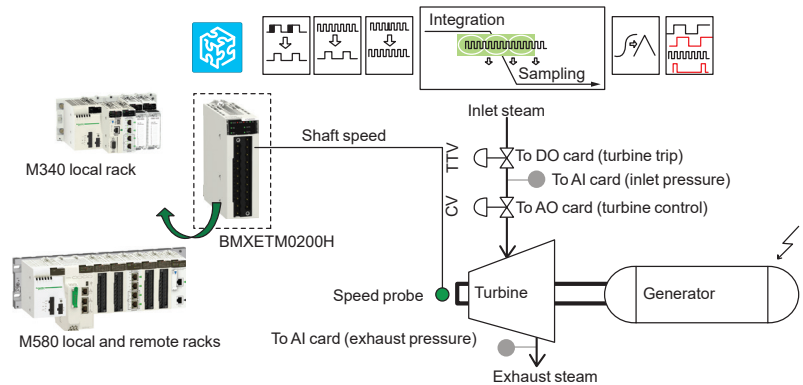 Integration
Sampling
Inlet steam
M340 local rack
Shaft speed
TTV
To DO card (turbine trip)
To AI card (inlet pressure)
CV
To AO card (turbine control)
BMXETM0200H
Speed probe
Turbine
Generator
M580 local and remote racks
To AI card (exhaust pressure)
Exhaust steam